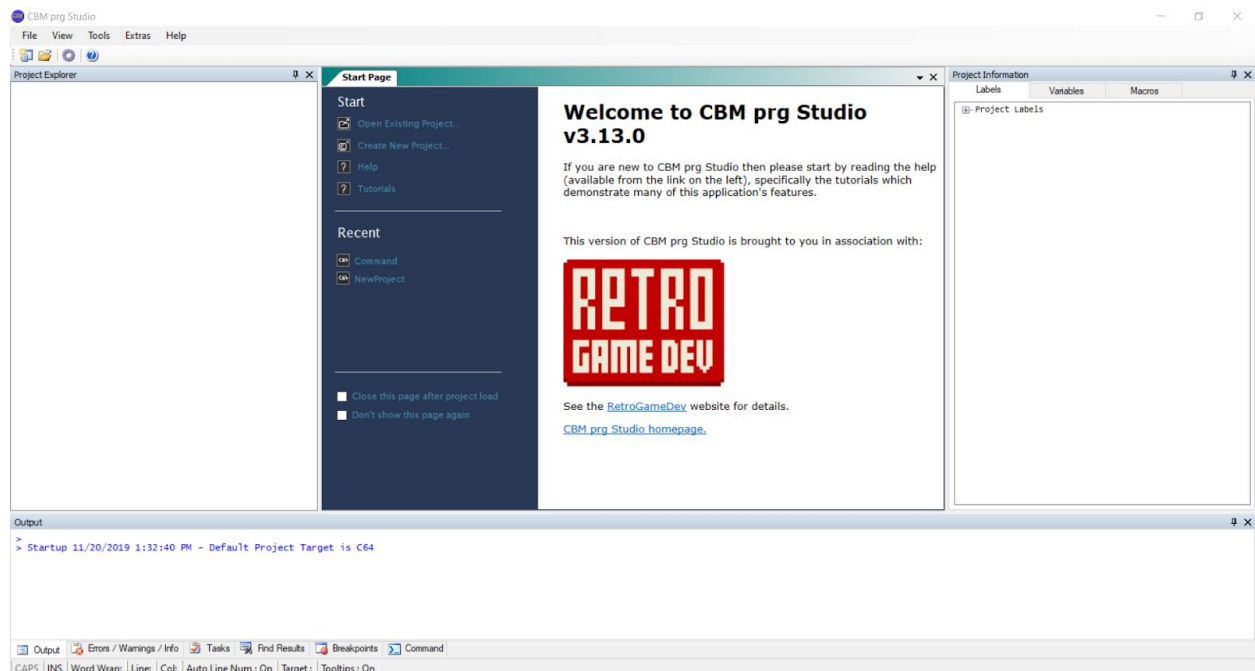 CBM prg Studio
File View Tools Extras Help
Project Explorer
Start Page
Start
Open Existing Project...
Create New Project...
Help
Tutorials
Recent
Command
NewProject
Close this page after project load
Don't show this page again
Welcome to CBM prg Studio
v3.13.0
If you are new to CBM prg Studio then please start by reading the help
(available from the link on the left), specifically the tutorials which
demonstrate many of this application's features.
This version of CBM prg Studio is brought to you in association with:
RETRO
GAME DEV
See the RetroGameDev website for details.
CBM prg Studio homepage.
Project Information
Labels Variables Macros
Project Labels
Output
>
> Startup 11/20/2019 1:32:40 PM - Default Project Target is C64
Output Errors / Warnings / Info Tasks Find Results Breakpoints Command
CAPS INS Word Wrap: Line: Col: Auto Line Num : On Target : Tooltips : On